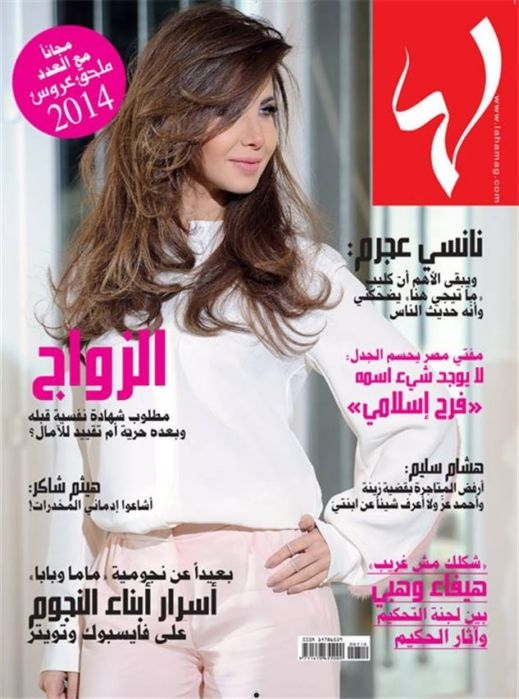 مجاناً
مع العدد
ملحق عروس
2014
لها
www.lahamag.com
نانسي عجرم:
ويبقى الأهم أن كليب
«ما تيجي هنا» يضحكني
وأنه حديث الناس
مفتي مصر يحسم الجدل:
لا يوجد شيء اسمه
«فرح إسلامي»
الزواج
مطلوب شهادة نفسية قبله
وبعده حرية أم تقييد للآمال؟
هشام سليم:
أرفض المتاجرة بقضية زينة
وأحمد عز ولا أعرف شيئاً عن ابنتيَّ
هيثم شاكر:
أشاعوا إدماني المخدرات!
«شكلك مش غريب»
هيفاء وهبي
بين لجنة التحكيم
وآثار الحكيم
بعيداً عن نجومية «ماما وبابا»
أسرار أبناء النجوم
على فايسبوك وتويتر